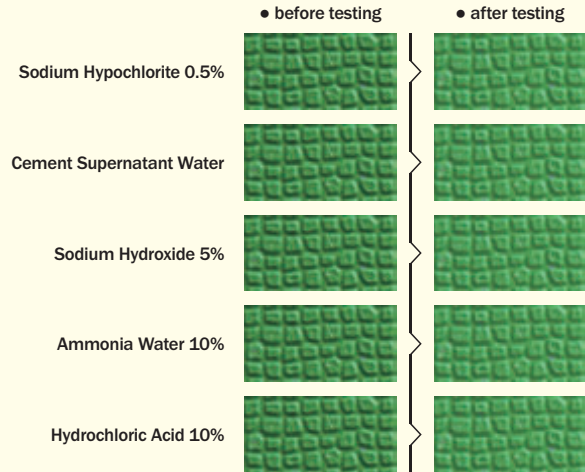 ● before testing ● after testing
Sodium Hypochlorite 0.5%
Cement Supernatant Water
Sodium Hydroxide 5%
Ammonia Water 10%
Hydrochloric Acid 10%